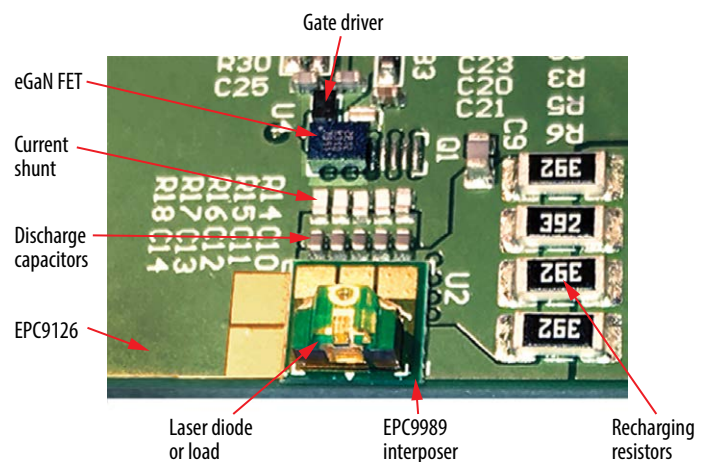 Gate driver
eGaN FET
Current
shunt
Discharge
capacitors
EPC9126
Laser diode
or load
EPC9989
interposer
Recharging
resistors
R30
C25
U1
C23
C20
C21
R3
R5
R6
C9
Q1
R14 C10
R15 C11
R16 C12
R17 C13
R18 C14
U2
392
392
392
392